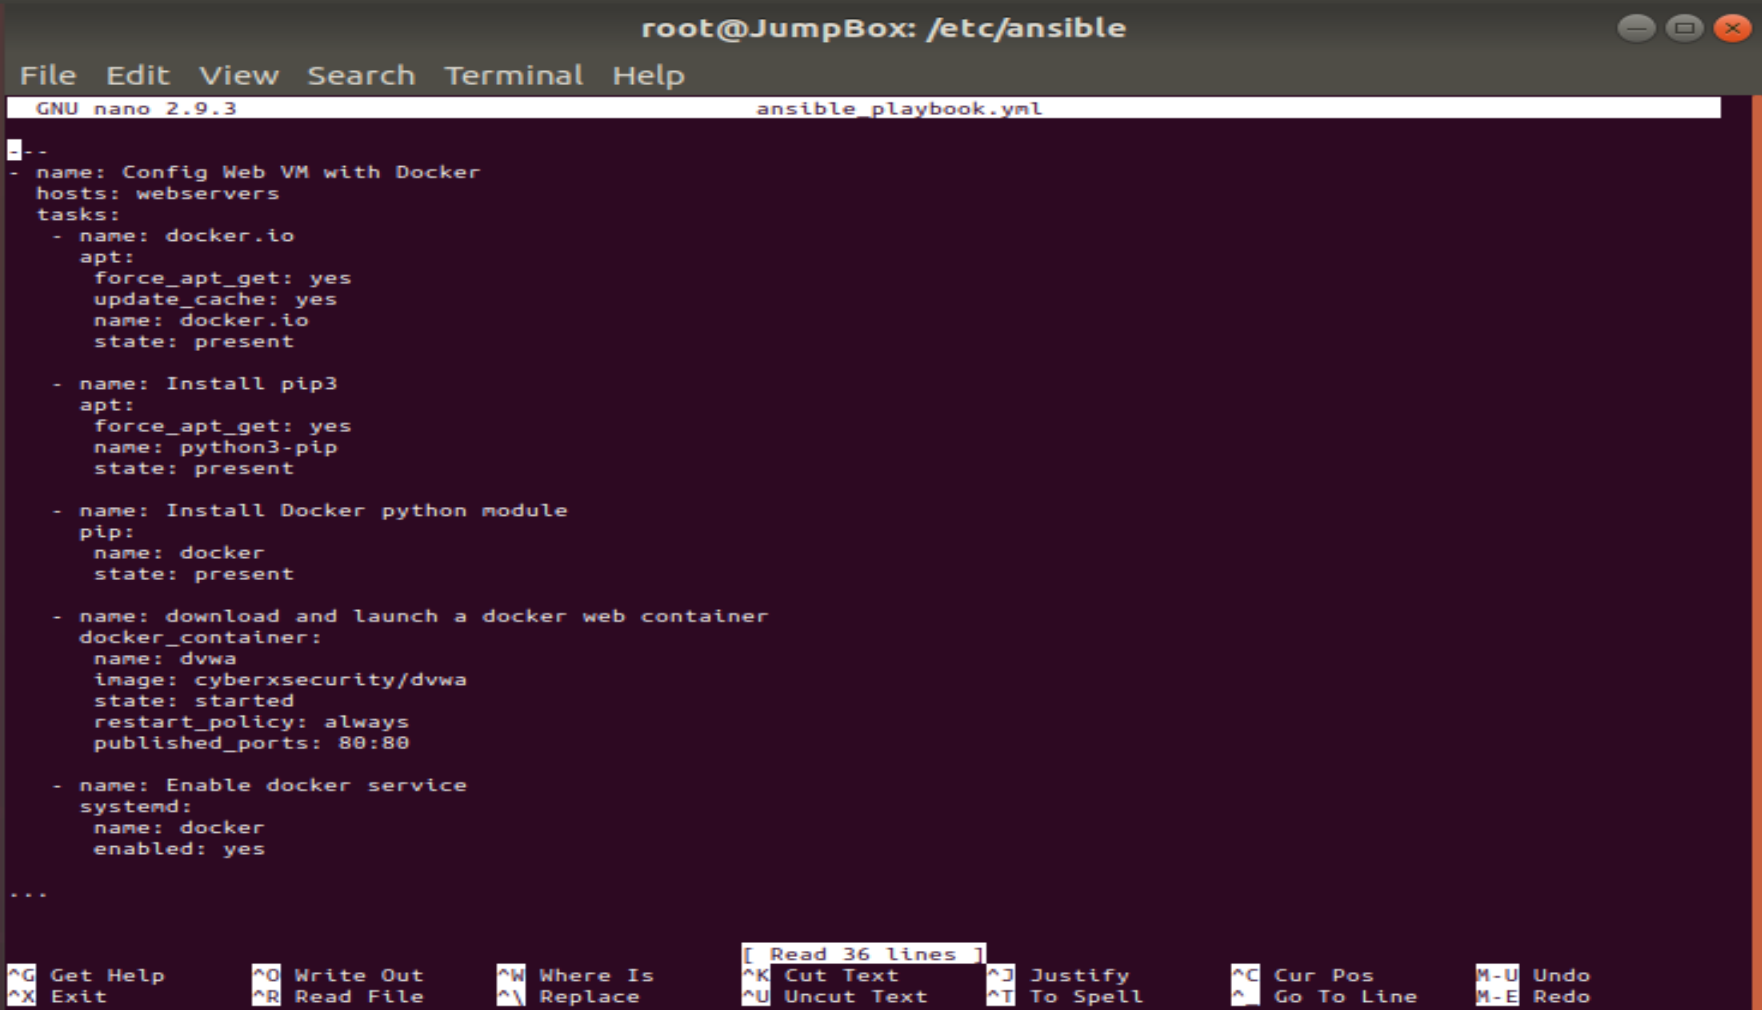 root@JumpBox: /etc/ansible
File Edit View Search Terminal Help
GNU nano 2.9.3 ansible_playbook.yml
---
- name: Config Web VM with Docker
  hosts: webservers
  tasks:
   - name: docker.io
     apt:
      force_apt_get: yes
      update_cache: yes
      name: docker.io
      state: present
   - name: Install pip3
     apt:
      force_apt_get: yes
      name: python3-pip
      state: present
   - name: Install Docker python module
     pip:
      name: docker
      state: present
   - name: download and launch a docker web container
     docker_container:
      name: dvwa
      image: cyberxsecurity/dvwa
      state: started
      restart_policy: always
      published_ports: 80:80
   - name: Enable docker service
     systemd:
      name: docker
      enabled: yes
...
[ Read 36 lines ]
^G Get Help ^O Write Out ^W Where Is ^K Cut Text ^J Justify ^C Cur Pos M-U Undo
^X Exit ^R Read File ^\ Replace ^U Uncut Text ^T To Spell ^_ Go To Line M-E Redo